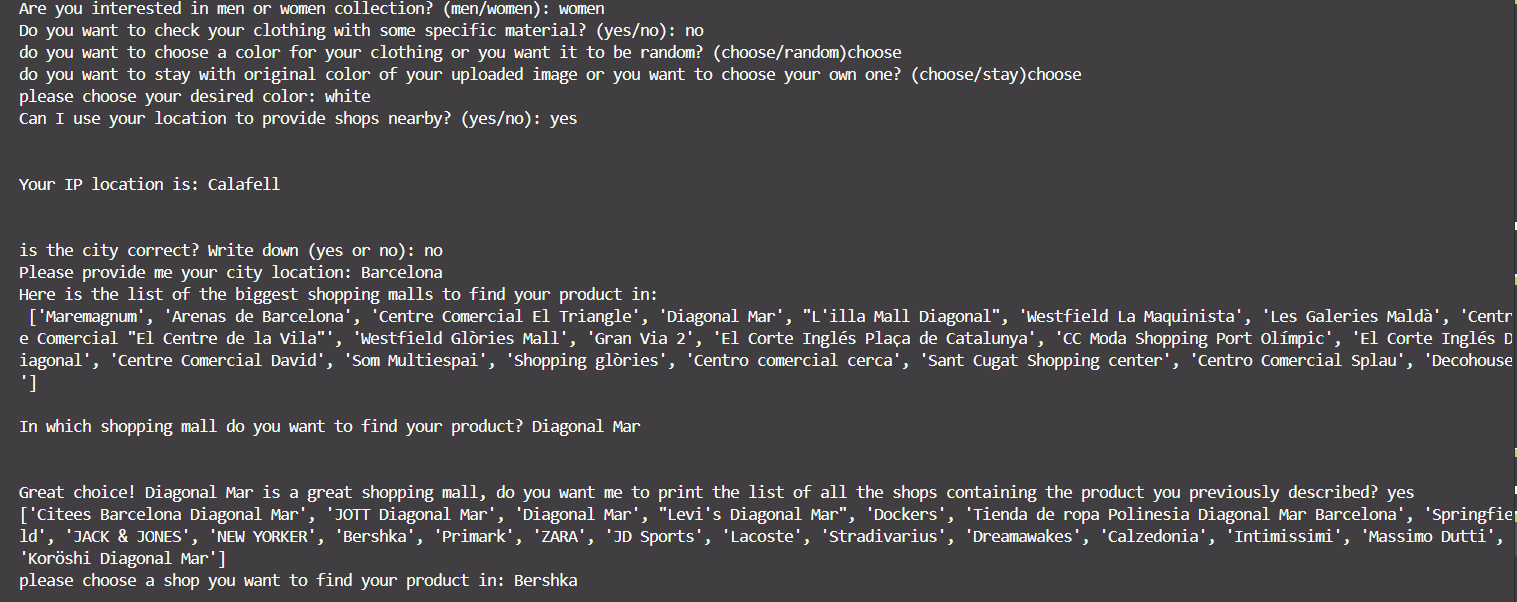 Are you interested in men or women collection? (men/women): women
Do you want to check your clothing with some specific material? (yes/no): no
do you want to choose a color for your clothing or you want it to be random? (choose/random)choose
do you want to stay with original color of your uploaded image or you want to choose your own one? (choose/stay)choose
please choose your desired color: white
Can I use your location to provide shops nearby? (yes/no): yes
Your IP location is: Calafell
is the city correct? Write down (yes or no): no
Please provide me your city location: Barcelona
Here is the list of the biggest shopping malls to find your product in:
['Maremagnum', 'Arenas de Barcelona', 'Centre Comercial El Triangle', 'Diagonal Mar', "L'illa Mall Diagonal", 'Westfield La Maquinista', 'Les Galeries Maldà', 'Centr
e Comercial "El Centre de la Vila"', 'Westfield Glòries Mall', 'Gran Via 2', 'El Corte Inglés Plaça de Catalunya', 'CC Moda Shopping Port Olímpic', 'El Corte Inglés D
iagonal', 'Centre Comercial David', 'Som Multiespai', 'Shopping glòries', 'Centro comercial cerca', 'Sant Cugat Shopping center', 'Centro Comercial Splau', 'Decohouse
']
In which shopping mall do you want to find your product? Diagonal Mar
Great choice! Diagonal Mar is a great shopping mall, do you want me to print the list of all the shops containing the product you previously described? yes
['Citees Barcelona Diagonal Mar', 'JOTT Diagonal Mar', 'Diagonal Mar', "Levi's Diagonal Mar", 'Dockers', 'Tienda de ropa Polinesia Diagonal Mar Barcelona', 'Springfie
ld', 'JACK & JONES', 'NEW YORKER', 'Bershka', 'Primark', 'ZARA', 'JD Sports', 'Lacoste', 'Stradivarius', 'Dreamawakes', 'Calzedonia', 'Intimissimi', 'Massimo Dutti',
'Koröshi Diagonal Mar']
please choose a shop you want to find your product in: Bershka